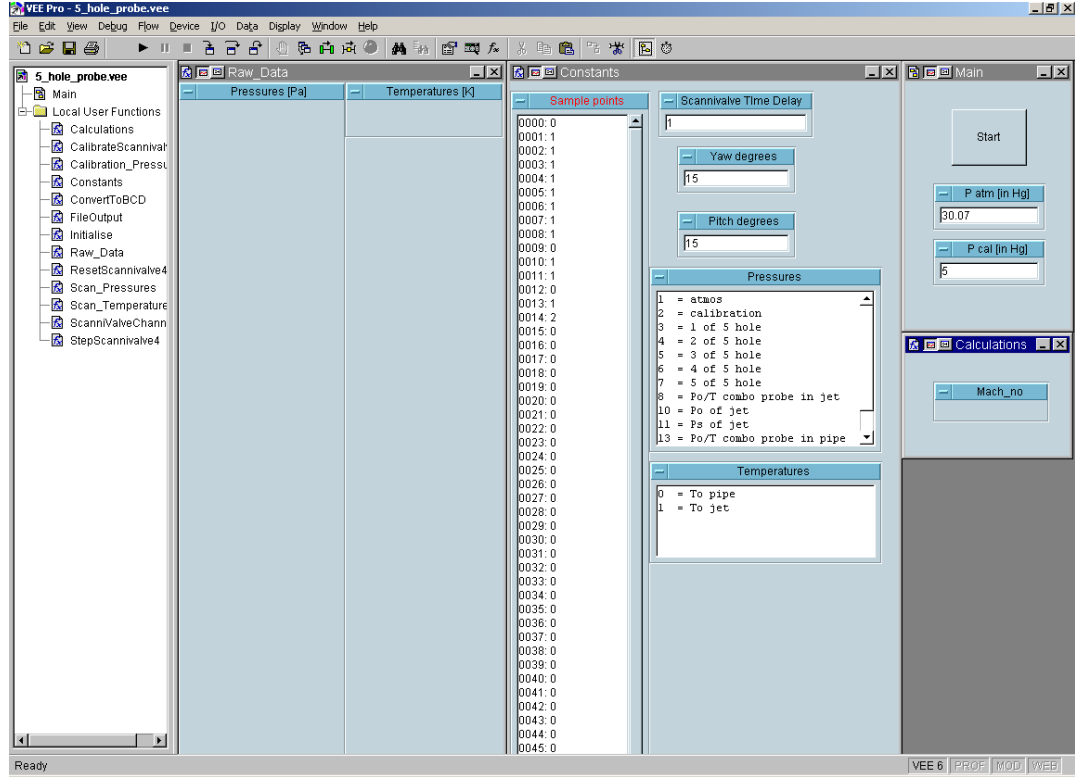 VEE Pro - 5_hole_probe.vee
File Edit View Debug Flow Device I/O Data Display Window Help
5_hole_probe.vee
Main
Local User Functions
Calculations
CalibrateScannival
Calibration_Pressu
Constants
ConvertToBCD
FileOutput
Initialise
Raw_Data
ResetScannivalve4
Scan_Pressures
Scan_Temperature
ScanniValveChann
StepScannivalve4
Raw_Data
Pressures [Pa]
Temperatures [K]
Constants
Sample points
0000: 0
0001: 1
0002: 1
0003: 1
0004: 1
0005: 1
0006: 1
0007: 1
0008: 1
0009: 0
0010: 1
0011: 1
0012: 0
0013: 1
0014: 2
0015: 0
0016: 0
0017: 0
0018: 0
0019: 0
0020: 0
0021: 0
0022: 0
0023: 0
0024: 0
0025: 0
0026: 0
0027: 0
0028: 0
0029: 0
0030: 0
0031: 0
0032: 0
0033: 0
0034: 0
0035: 0
0036: 0
0037: 0
0038: 0
0039: 0
0040: 0
0041: 0
0042: 0
0043: 0
0044: 0
0045: 0
Scannivalve TIme Delay
1
Yaw degrees
15
Pitch degrees
15
Pressures
1 = atmos
2 = calibration
3 = 1 of 5 hole
4 = 2 of 5 hole
5 = 3 of 5 hole
6 = 4 of 5 hole
7 = 5 of 5 hole
8 = Po/T combo probe in jet
10 = Po of jet
11 = Ps of jet
13 = Po/T combo probe in pipe
Temperatures
0 = To pipe
1 = To jet
Main
Start
P atm [in Hg]
30.07
P cal [in Hg]
5
Calculations
Mach_no
Ready
VEE 6 PROF MOD WEB